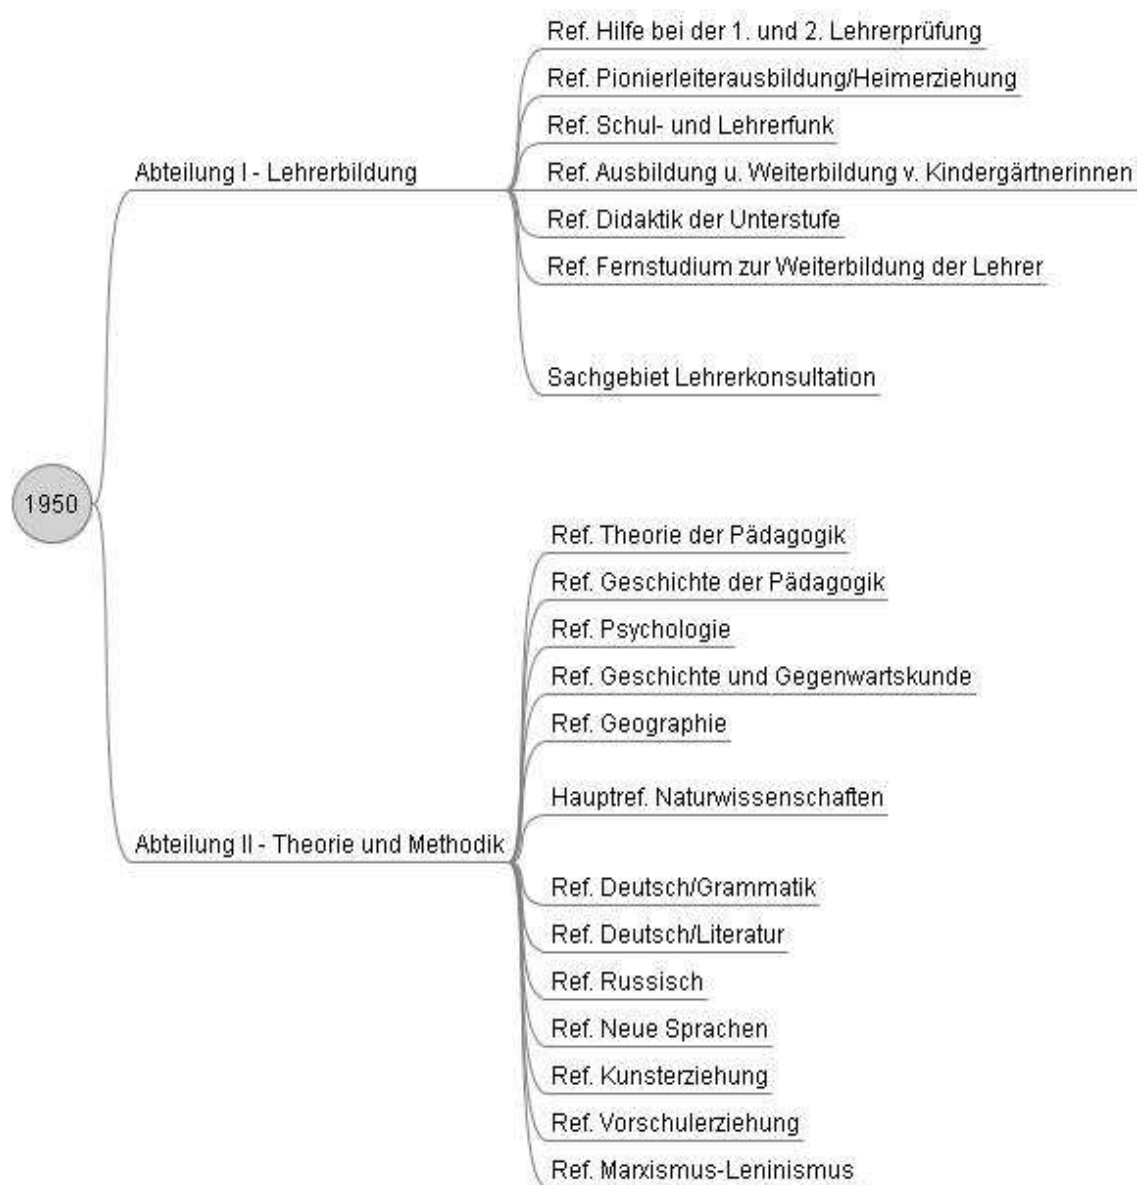 Ref. Hilfe bei der 1. und 2. Lehrerprüfung
Ref. Pionierleiterausbildung/Heimerziehung
Ref. Schul- und Lehrerfunk
Abteilung I - Lehrerbildung
Ref. Ausbildung u. Weiterbildung v. Kindergärtnerinnen
Ref. Didaktik der Unterstufe
Ref. Fernstudium zur Weiterbildung der Lehrer
Sachgebiet Lehrerkonsultation
1950
Ref. Theorie der Pädagogik
Ref. Geschichte der Pädagogik
Ref. Psychologie
Ref. Geschichte und Gegenwartskunde
Ref. Geographie
Hauptref. Naturwissenschaften
Abteilung II - Theorie und Methodik
Ref. Deutsch/Grammatik
Ref. Deutsch/Literatur
Ref. Russisch
Ref. Neue Sprachen
Ref. Kunsterziehung
Ref. Vorschulerziehung
Ref. Marxismus-Leninismus